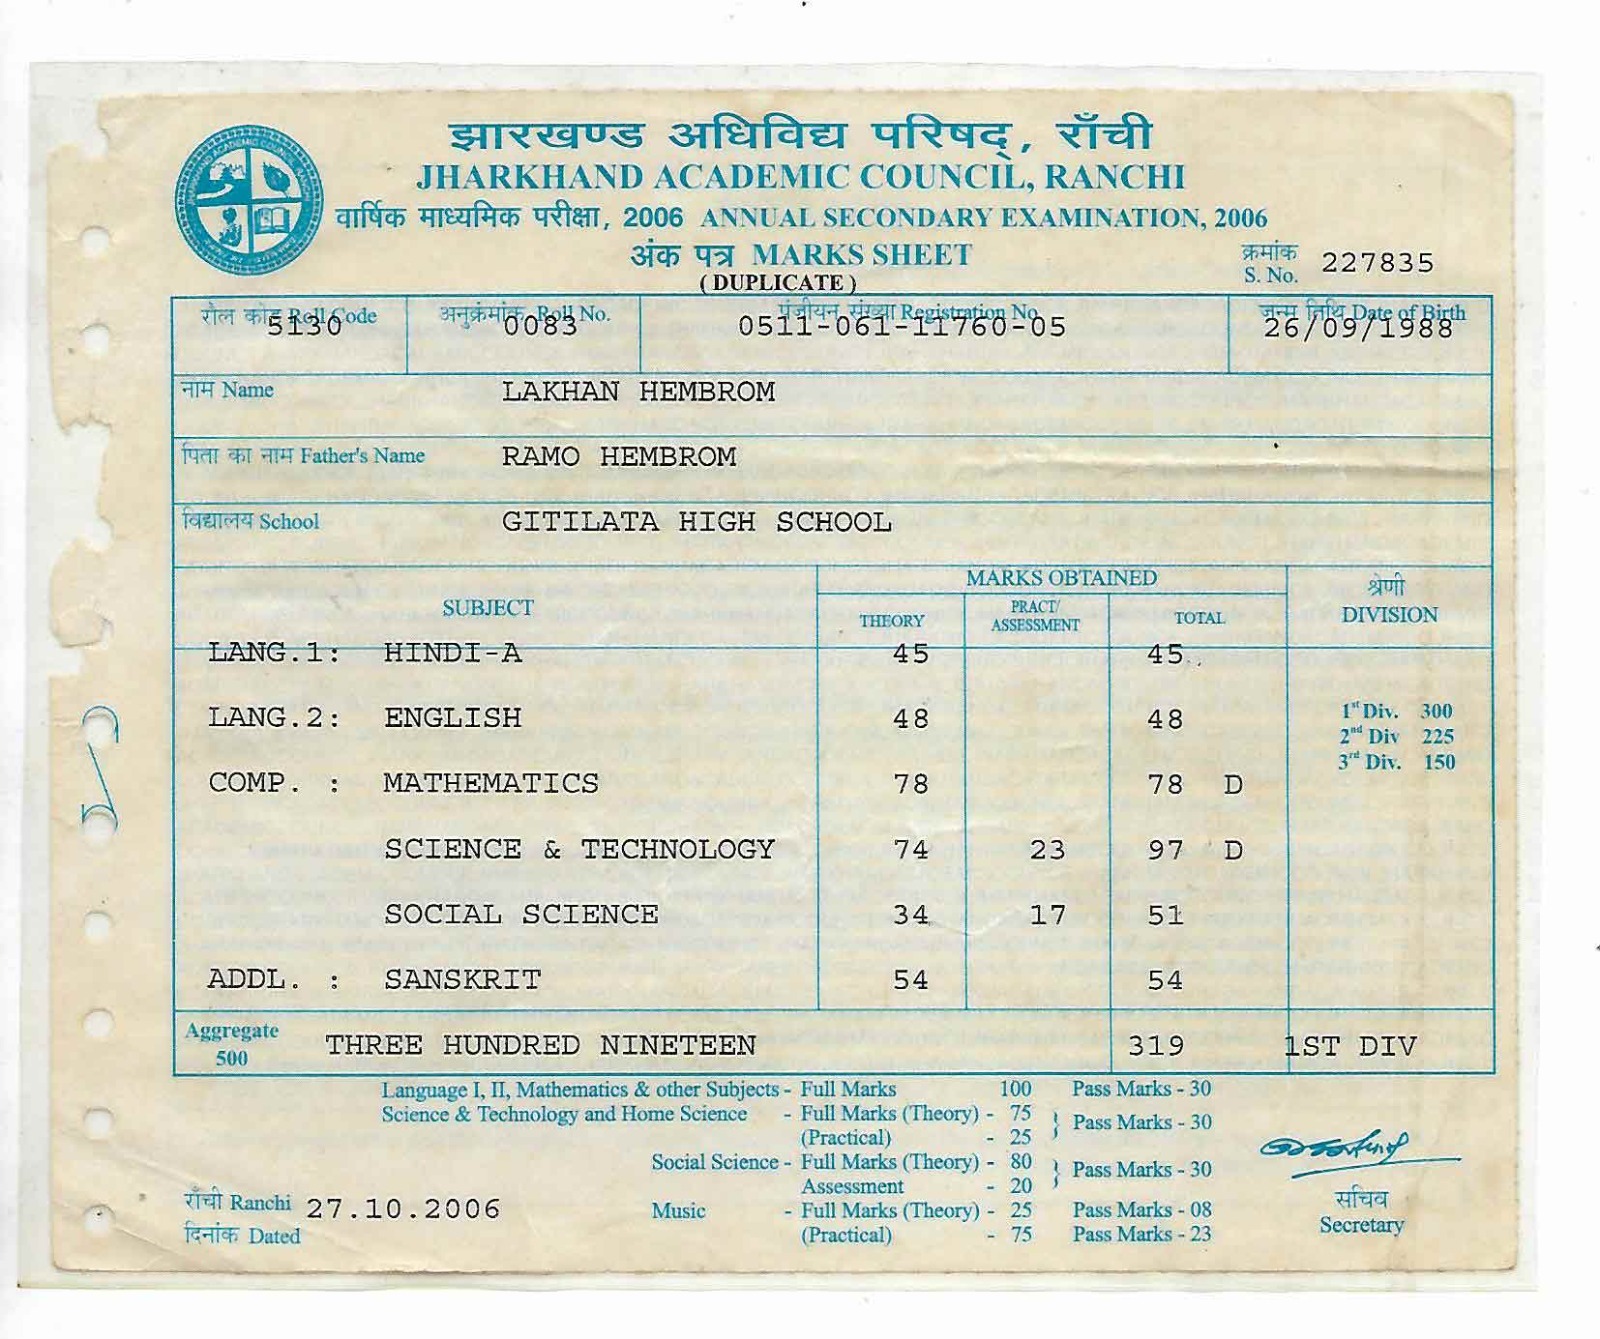 झारखण्ड अधिविद्य परिषद्, राँची
JHARKHAND ACADEMIC COUNCIL, RANCHI
वार्षिक माध्यमिक परीक्षा, 2006 ANNUAL SECONDARY EXAMINATION, 2006
अंक पत्र MARKS SHEET
(DUPLICATE)
क्रमांक
S. No. 227835
रौल कोड Roll Code अनुक्रमांक Roll No. पंजीयन संख्या Registration No. जन्म तिथि Date of Birth
5130 0083 0511-061-11760-05 26/09/1988
नाम Name LAKHAN HEMBROM
पिता का नाम Father's Name RAMO HEMBROM
विद्यालय School GITILATA HIGH SCHOOL
SUBJECT MARKS OBTAINED श्रेणी DIVISION
THEORY PRACT/ ASSESSMENT TOTAL
LANG.1: HINDI-A 45 45
LANG.2: ENGLISH 48 48
1st Div. 300
2nd Div 225
3rd Div. 150
COMP. : MATHEMATICS 78 78 D
SCIENCE & TECHNOLOGY 74 23 97 D
SOCIAL SCIENCE 34 17 51
ADDL. : SANSKRIT 54 54
Aggregate 500 THREE HUNDRED NINETEEN 319 1ST DIV
Language I, II, Mathematics & other Subjects - Full Marks 100 Pass Marks - 30
Science & Technology and Home Science - Full Marks (Theory) - 75 } Pass Marks - 30
(Practical) - 25
Social Science - Full Marks (Theory) - 80 } Pass Marks - 30
Assessment - 20
Music - Full Marks (Theory) - 25 Pass Marks - 08
(Practical) - 75 Pass Marks - 23
राँची Ranchi 27.10.2006
दिनांक Dated
सचिव
Secretary